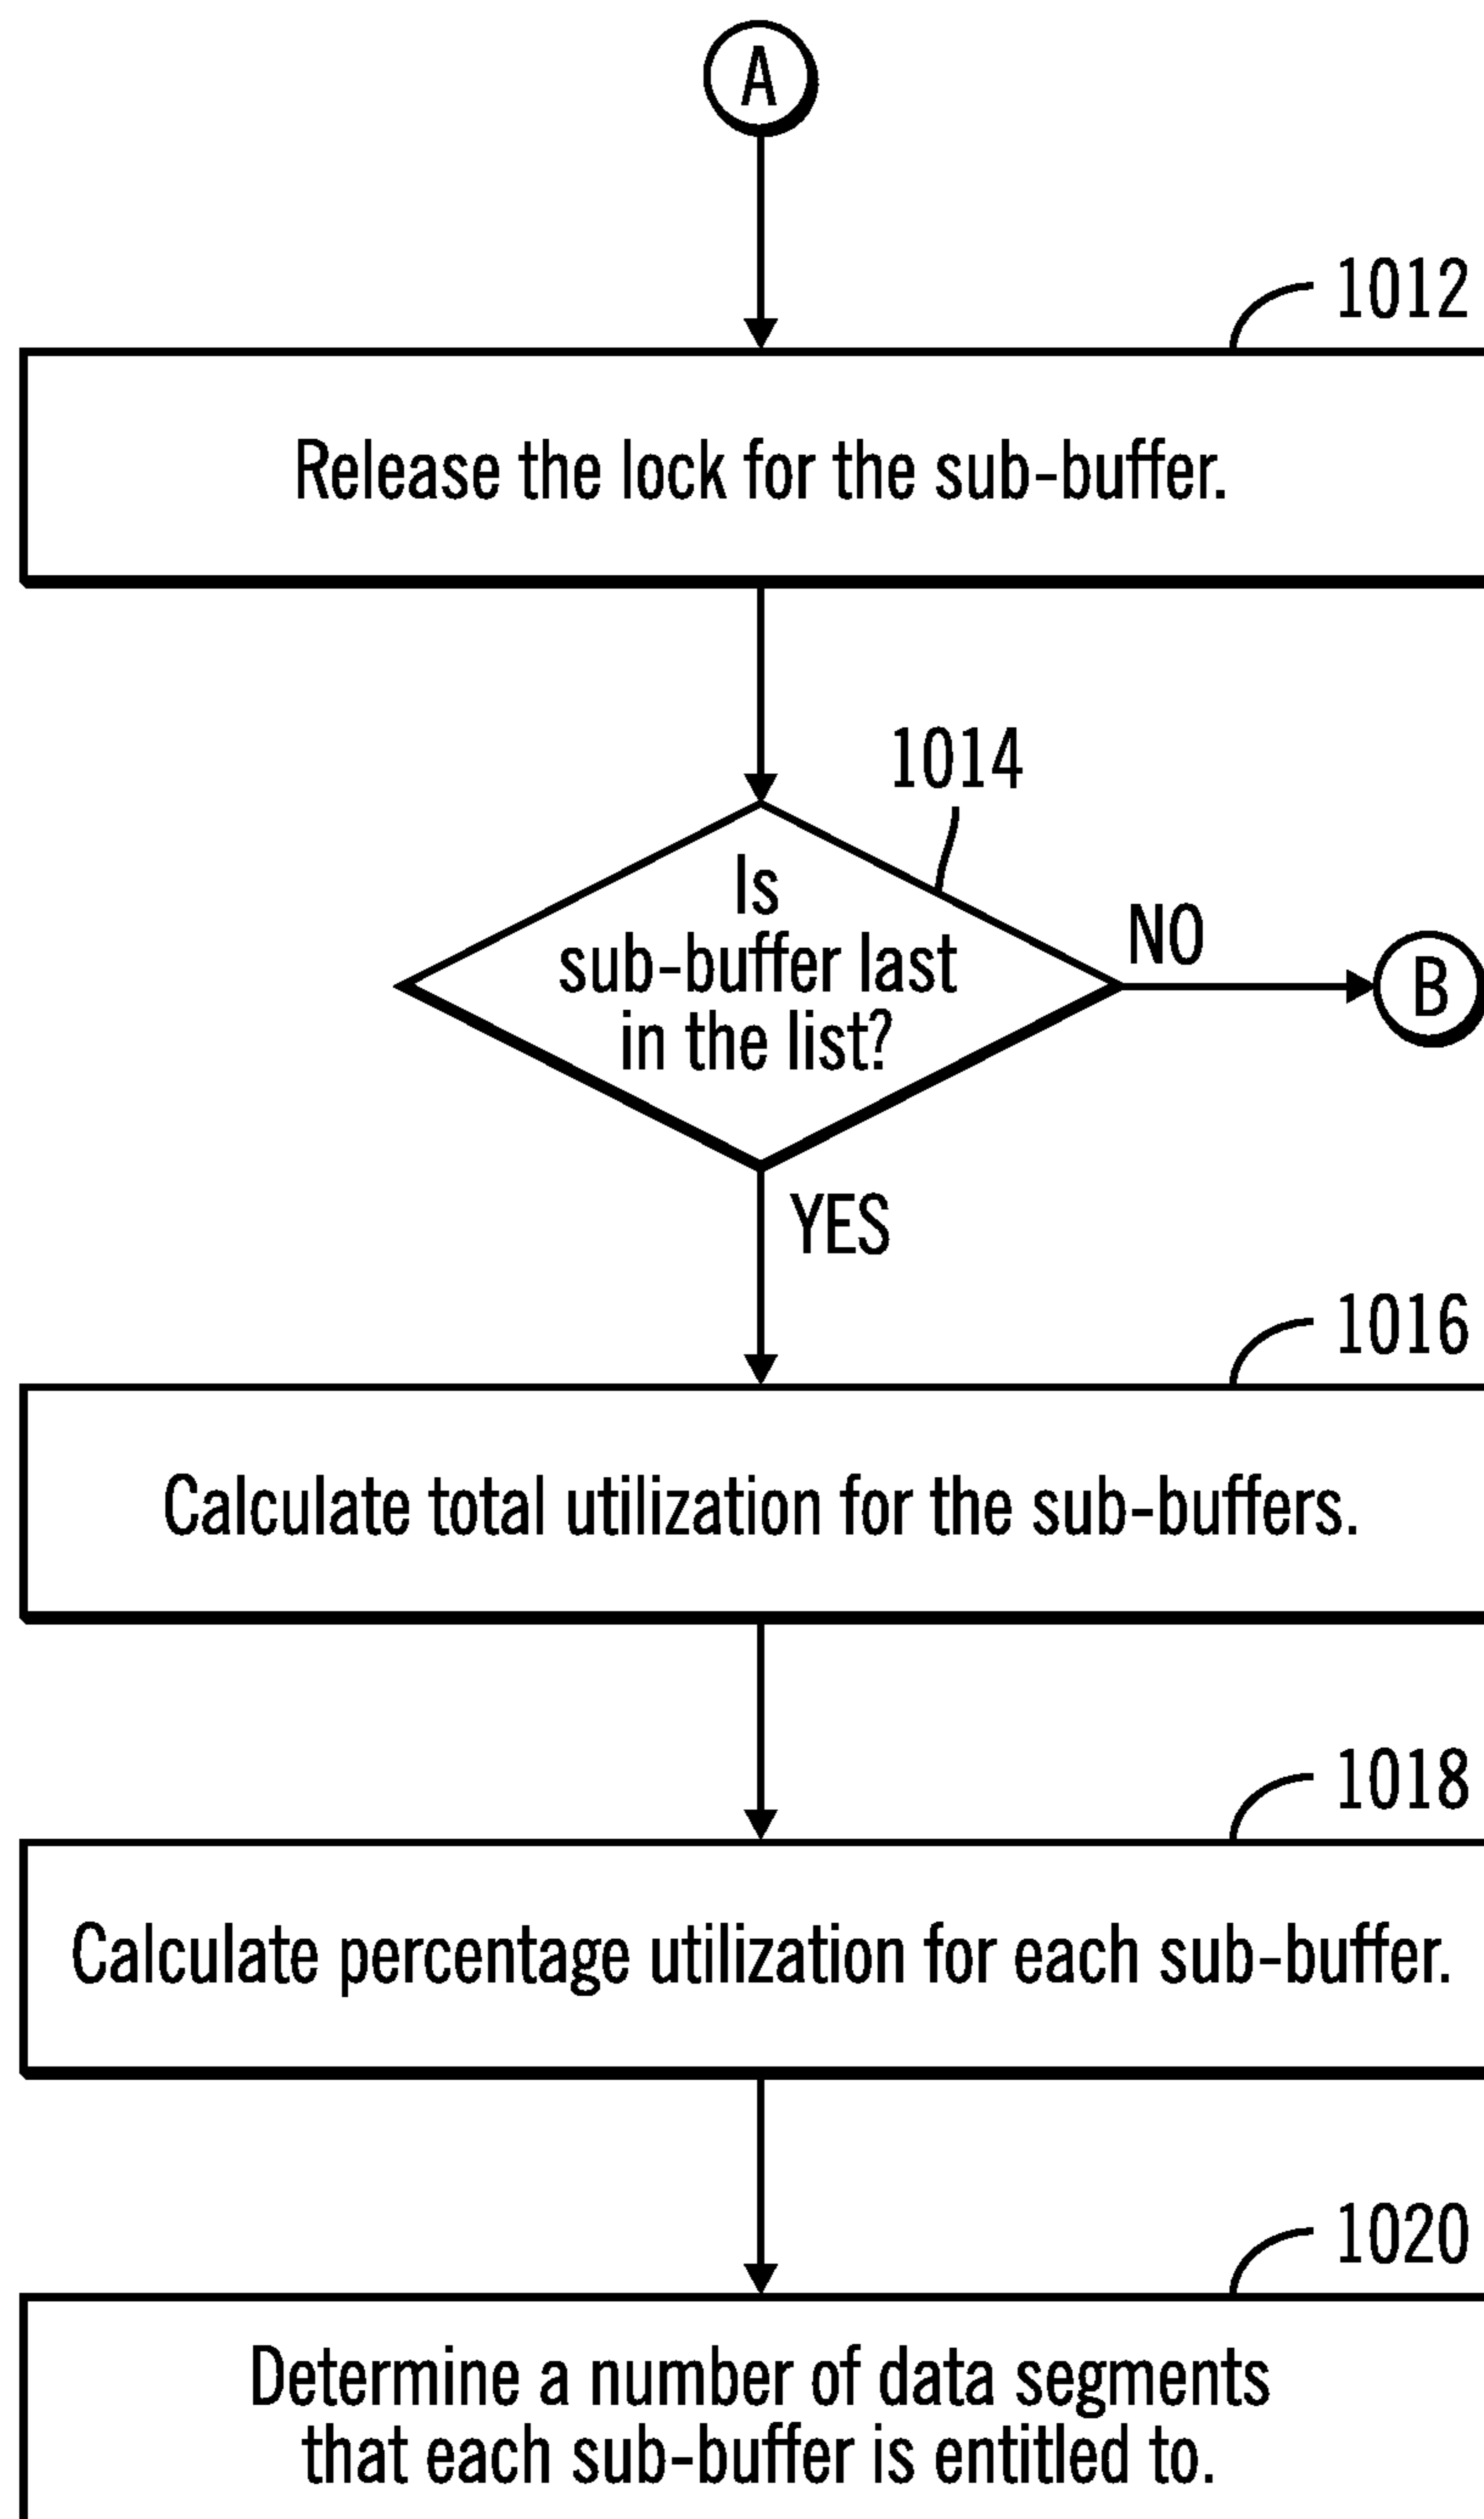 A
1012
Release the lock for the sub-buffer.
1014
Is
sub-buffer last
in the list?
NO
B
YES
1016
Calculate total utilization for the sub-buffers.
1018
Calculate percentage utilization for each sub-buffer.
1020
Determine a number of data segments
that each sub-buffer is entitled to.